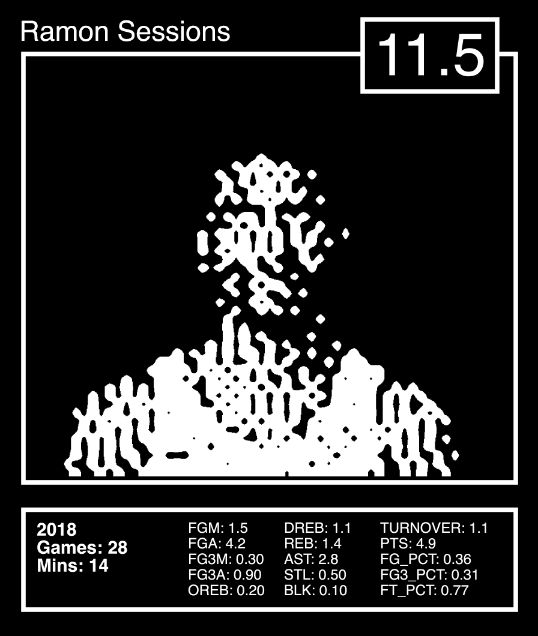 Ramon Sessions
11.5
2018
Games: 28
Mins: 14
FGM: 1.5
FGA: 4.2
FG3M: 0.30
FG3A: 0.90
OREB: 0.20
DREB: 1.1
REB: 1.4
AST: 2.8
STL: 0.50
BLK: 0.10
TURNOVER: 1.1
PTS: 4.9
FG_PCT: 0.36
FG3_PCT: 0.31
FT_PCT: 0.77